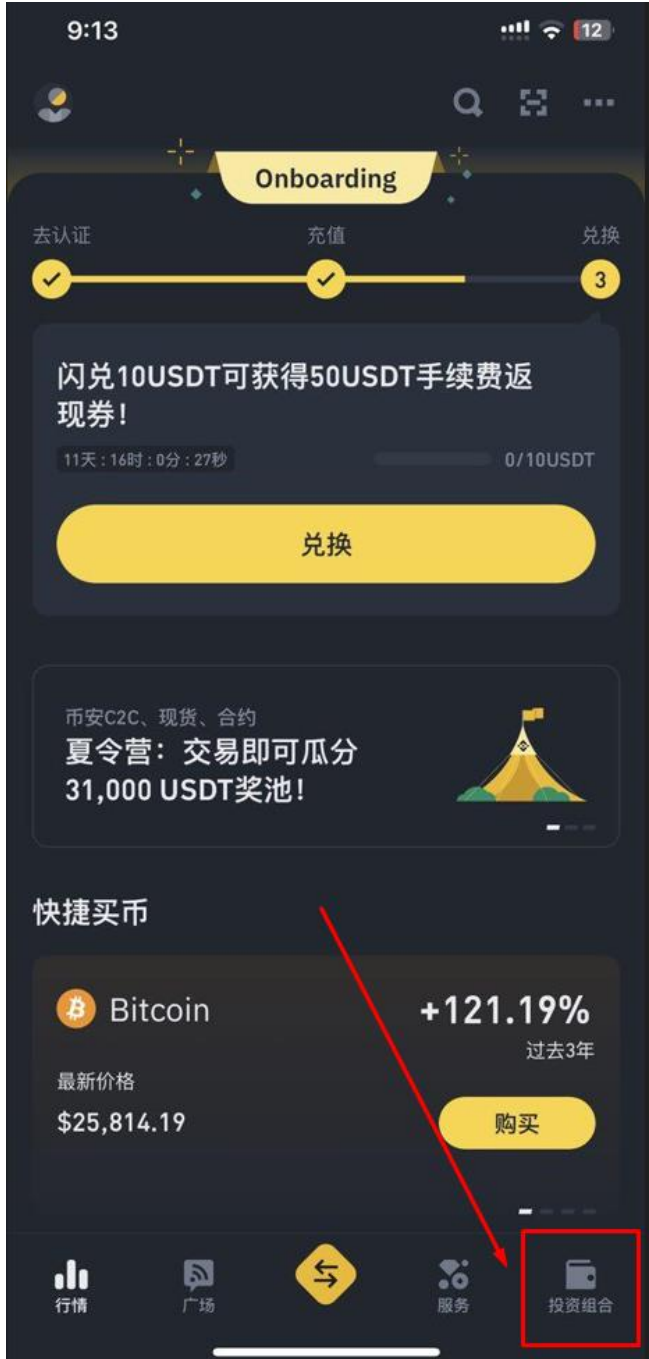 9:13
12
Onboarding
去认证
充值
兑换
3
闪兑10USDT可获得50USDT手续费返
现券！
11天:16时:0分:27秒
0/10USDT
兑换
币安C2C、现货、合约
夏令营：交易即可瓜分
31,000 USDT奖池！
快捷买币
Bitcoin
+121.19%
过去3年
最新价格
$25,814.19
购买
行情
广场
服务
投资组合